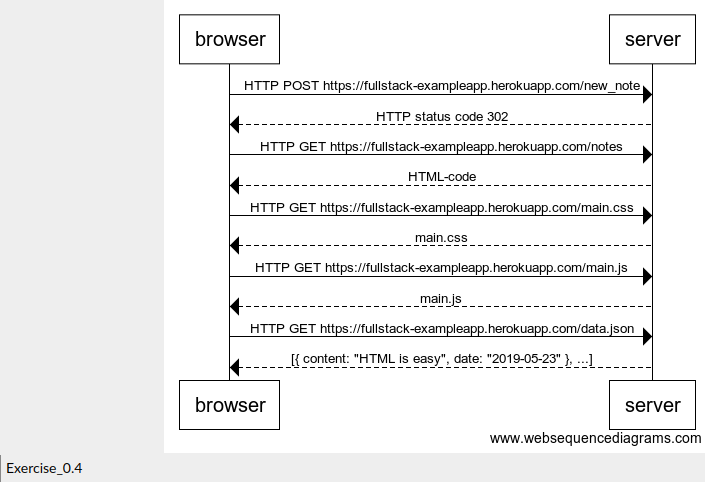 browser server
HTTP POST https://fullstack-exampleapp.herokuapp.com/new_note
HTTP status code 302
HTTP GET https://fullstack-exampleapp.herokuapp.com/notes
HTML-code
HTTP GET https://fullstack-exampleapp.herokuapp.com/main.css
main.css
HTTP GET https://fullstack-exampleapp.herokuapp.com/main.js
main.js
HTTP GET https://fullstack-exampleapp.herokuapp.com/data.json
[{ content: "HTML is easy", date: "2019-05-23" }, ...]
browser server
www.websequencediagrams.com
Exercise_0.4